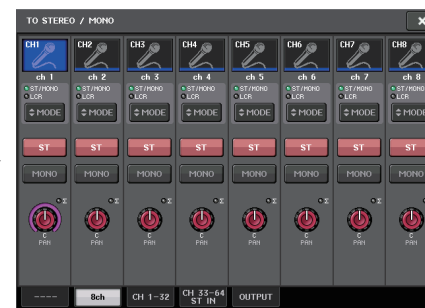 TO STEREO / MONO
CH1 CH2 CH3 CH4 CH5 CH6 CH7 CH8
ch 1 ch 2 ch 3 ch 4 ch 5 ch 6 ch 7 ch 8
ST/MONO ST/MONO ST/MONO ST/MONO ST/MONO ST/MONO ST/MONO ST/MONO
LCR LCR LCR LCR LCR LCR LCR LCR
MODE MODE MODE MODE MODE MODE MODE MODE
ST ST ST ST ST ST ST ST
MONO MONO MONO MONO MONO MONO MONO MONO
Σ Σ Σ Σ Σ Σ Σ Σ
C C C C C C C C
PAN PAN PAN PAN PAN PAN PAN PAN
---- 8ch CH 1-32 CH 33-64 OUTPUT
ST IN